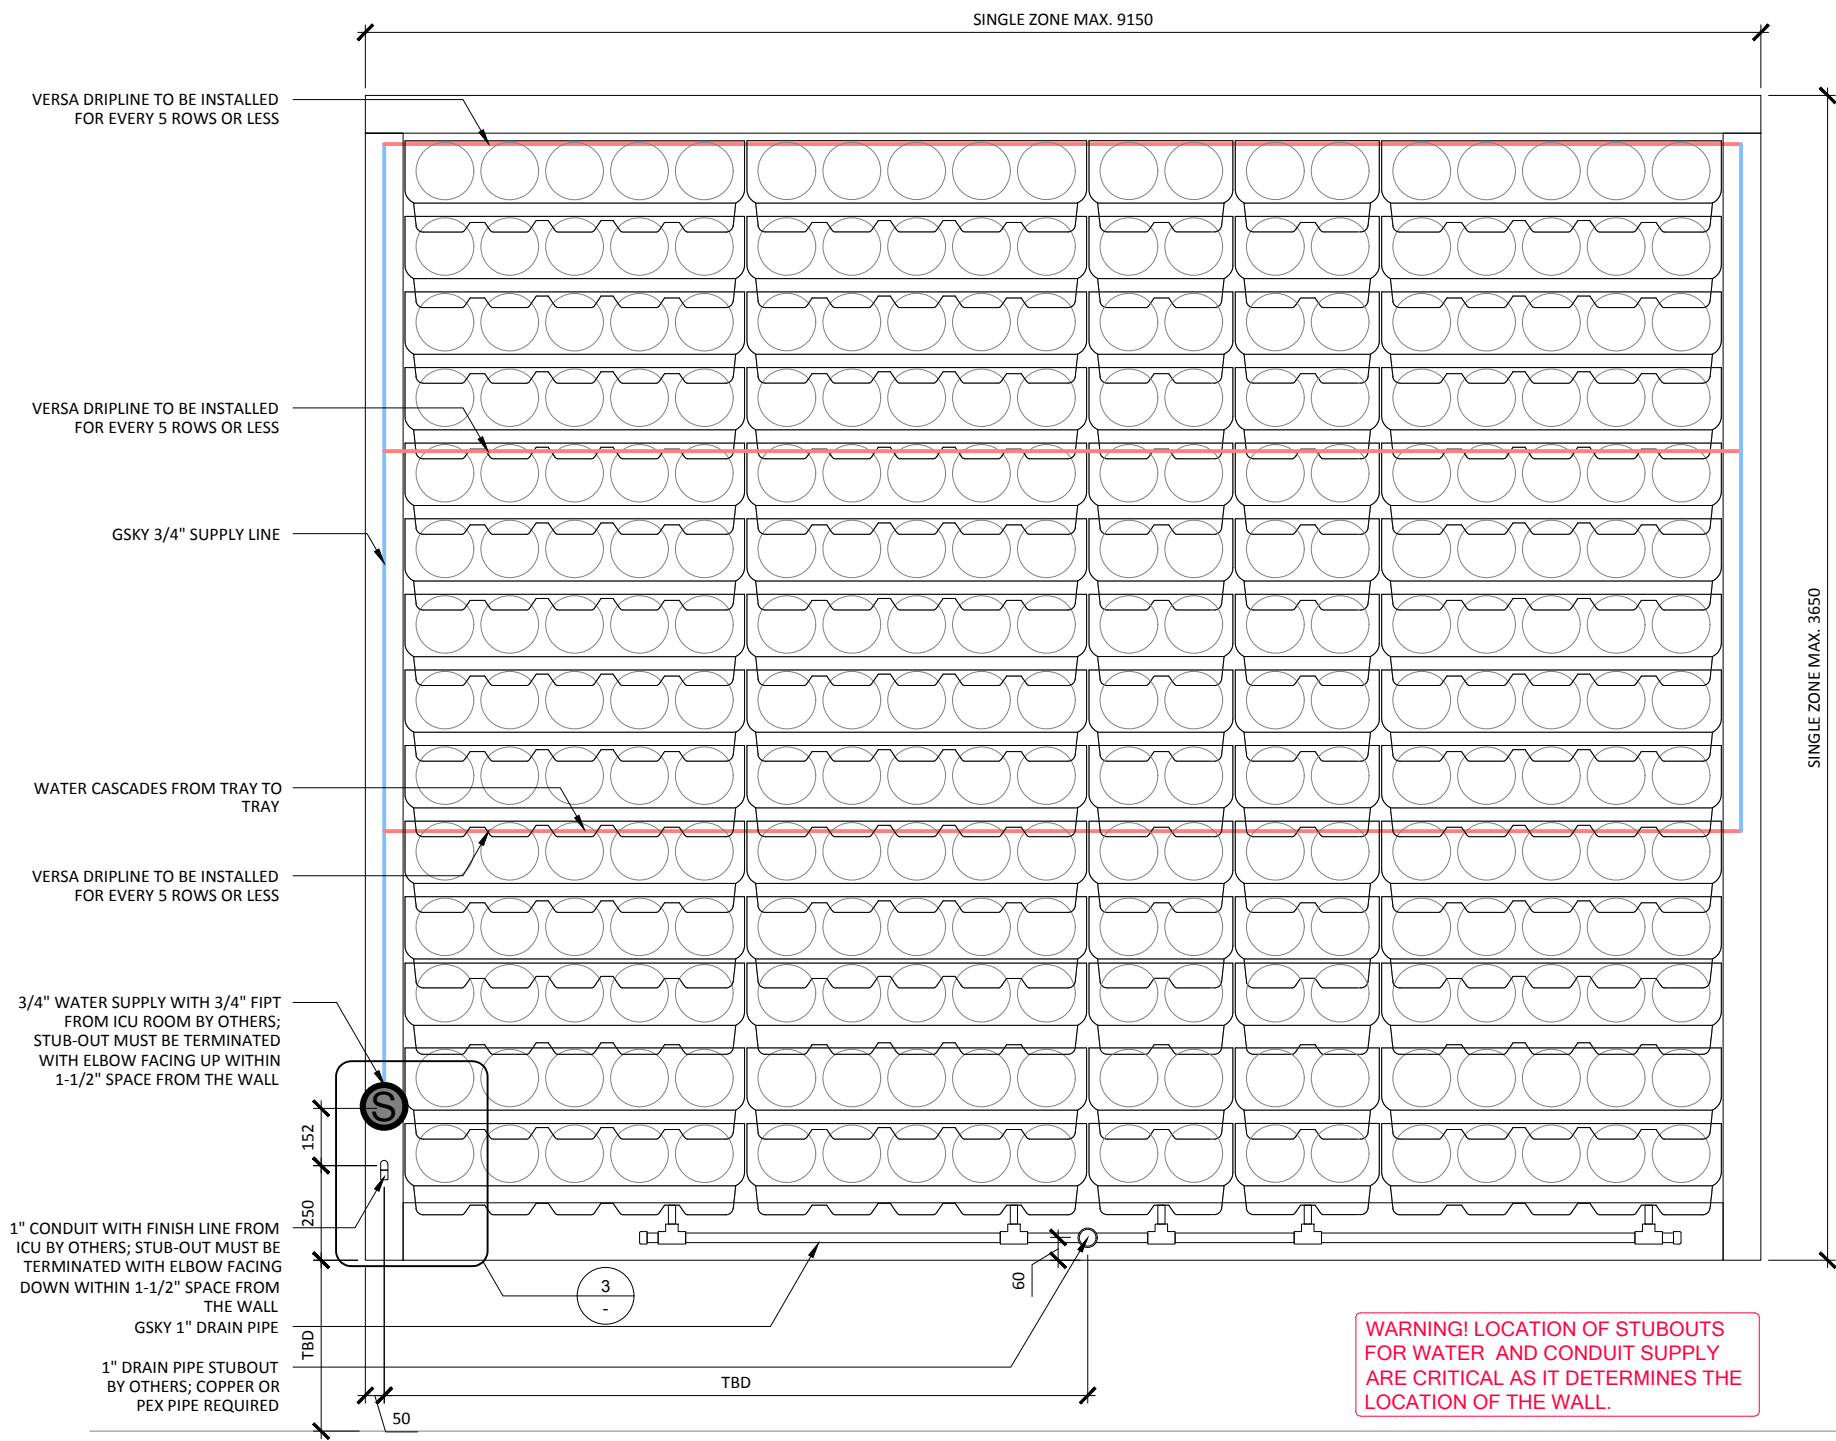 SINGLE ZONE MAX. 9150
VERSA DRIPLINE TO BE INSTALLED
FOR EVERY 5 ROWS OR LESS
VERSA DRIPLINE TO BE INSTALLED
FOR EVERY 5 ROWS OR LESS
GSKY 3/4" SUPPLY LINE
SINGLE ZONE MAX. 3650
WATER CASCADES FROM TRAY TO
TRAY
VERSA DRIPLINE TO BE INSTALLED
FOR EVERY 5 ROWS OR LESS
3/4" WATER SUPPLY WITH 3/4" FIPT
FROM ICU ROOM BY OTHERS;
STUB-OUT MUST BE TERMINATED
WITH ELBOW FACING UP WITHIN
1-1/2" SPACE FROM THE WALL
S
152
250
1" CONDUIT WITH FINISH LINE FROM
ICU BY OTHERS; STUB-OUT MUST BE
TERMINATED WITH ELBOW FACING
DOWN WITHIN 1-1/2" SPACE FROM
THE WALL
3
-
60
GSKY 1" DRAIN PIPE
TBD
1" DRAIN PIPE STUBOUT
BY OTHERS; COPPER OR
PEX PIPE REQUIRED
TBD
50
WARNING! LOCATION OF STUBOUTS
FOR WATER AND CONDUIT SUPPLY
ARE CRITICAL AS IT DETERMINES THE
LOCATION OF THE WALL.